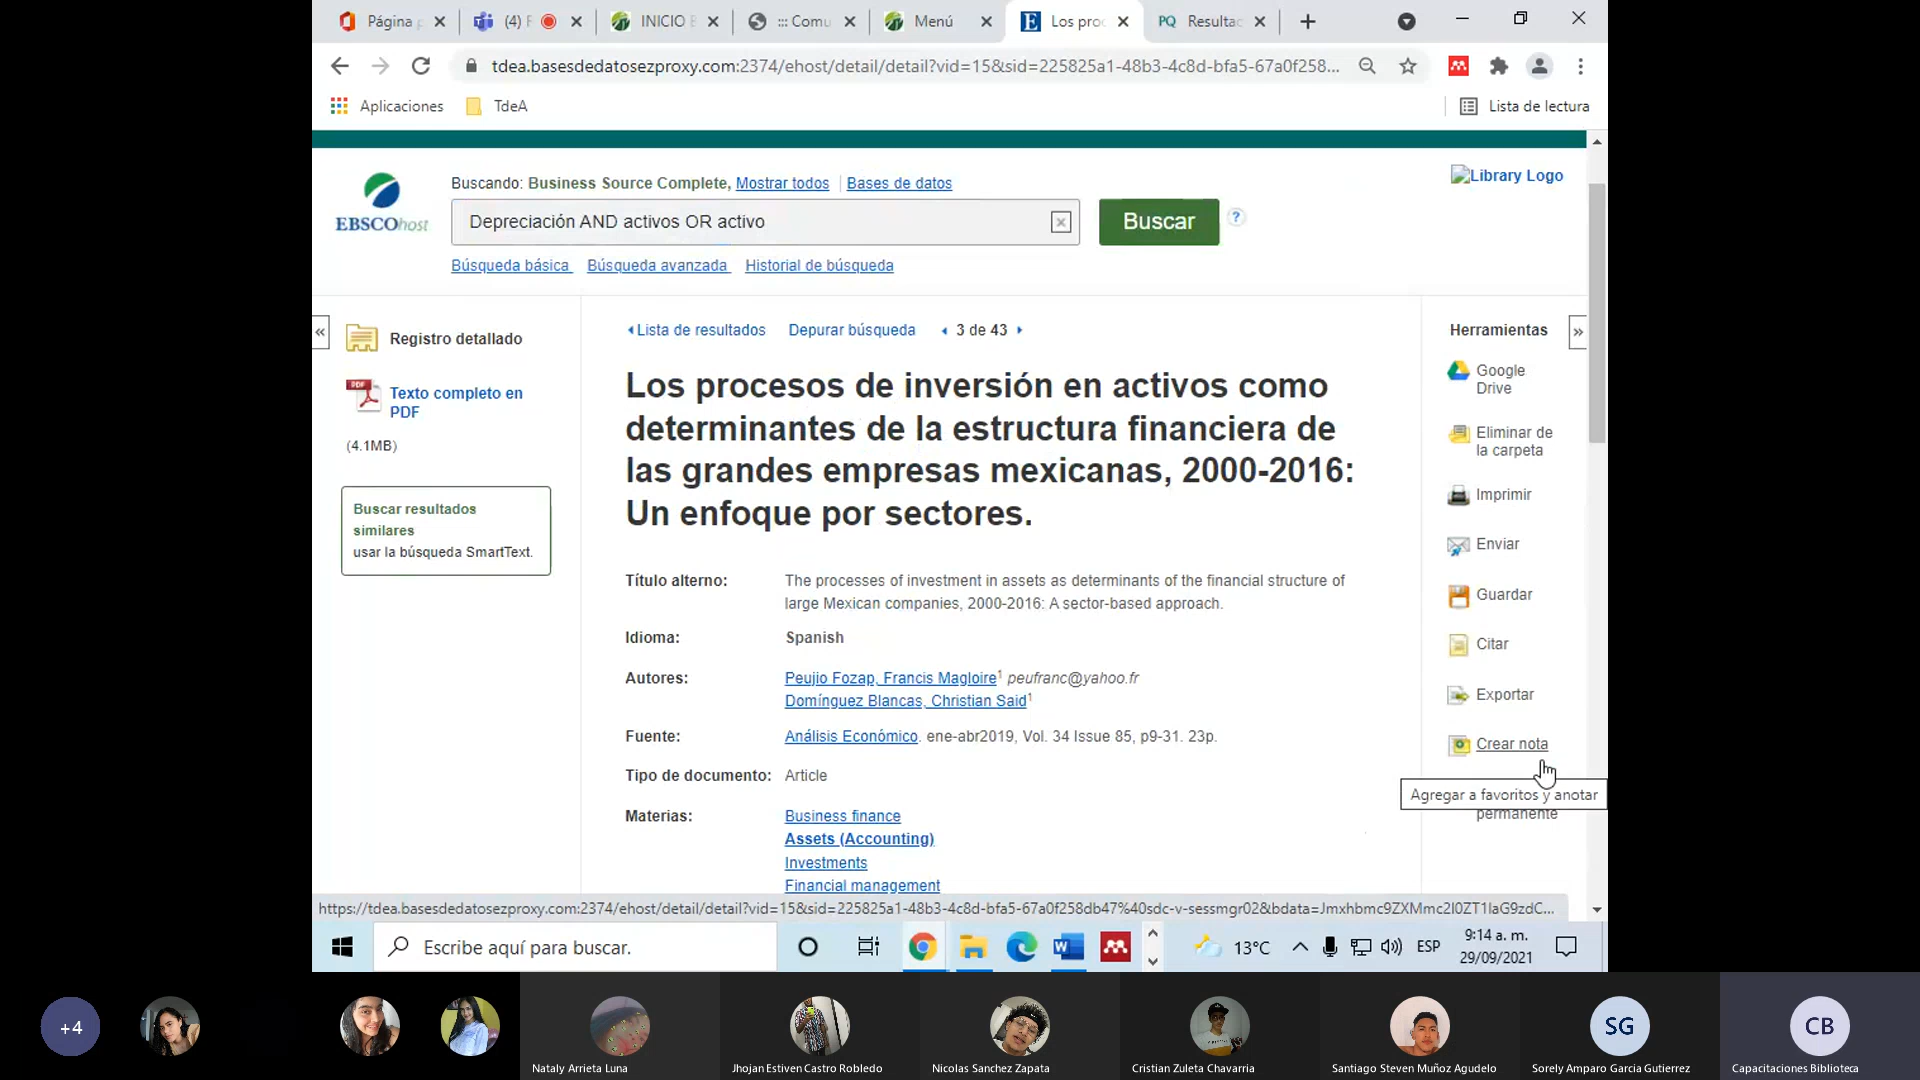 Página
(4)
INICIO
::: Comu
Menú
Los proc
PQ
Resultad
tdea.basesdedatosezproxy.com:2374/ehost/detail/detail?vid=15&sid=225825a1-48b3-4c8d-bfa5-67a0f258...
Aplicaciones
TdeA
Lista de lectura
EBSCOhost
Buscando: Business Source Complete, Mostrar todos | Bases de datos
Library Logo
Depreciación AND activos OR activo
Buscar
?
Búsqueda básica
Búsqueda avanzada
Historial de búsqueda
«
Registro detallado
PDF
Texto completo en
PDF
(4.1MB)
Buscar resultados
similares
usar la búsqueda SmartText.
Lista de resultados
Depurar búsqueda
3 de 43
Los procesos de inversión en activos como
determinantes de la estructura financiera de
las grandes empresas mexicanas, 2000-2016:
Un enfoque por sectores.
Título alterno:
The processes of investment in assets as determinants of the financial structure of
large Mexican companies, 2000-2016: A sector-based approach.
Idioma:
Spanish
Autores:
Peujio Fozap, Francis Magloire1 peufranc@yahoo.fr
Domínguez Blancas, Christian Said1
Fuente:
Análisis Económico. ene-abr2019, Vol. 34 Issue 85, p9-31. 23p.
Tipo de documento:
Article
Materias:
Business finance
Assets (Accounting)
Investments
Financial management
Herramientas
»
Google
Drive
Eliminar de
la carpeta
Imprimir
Enviar
Guardar
Citar
Exportar
Crear nota
Agregar a favoritos y anotar
permanente
https://tdea.basesdedatosezproxy.com:2374/ehost/detail/detail?vid=15&sid=225825a1-48b3-4c8d-bfa5-67a0f258db47%40sdc-v-sessmgr02&bdata=Jmxhbmc9ZXMmc2l0ZT1laG9zdC...
Escribe aquí para buscar.
13°C
ESP
9:14 a. m.
29/09/2021
+4
Nataly Arrieta Luna
Jhojan Estiven Castro Robledo
Nicolas Sanchez Zapata
Cristian Zuleta Chavarria
Santiago Steven Muñoz Agudelo
SG
Sorely Amparo Garcia Gutierrez
CB
Capacitaciones Biblioteca